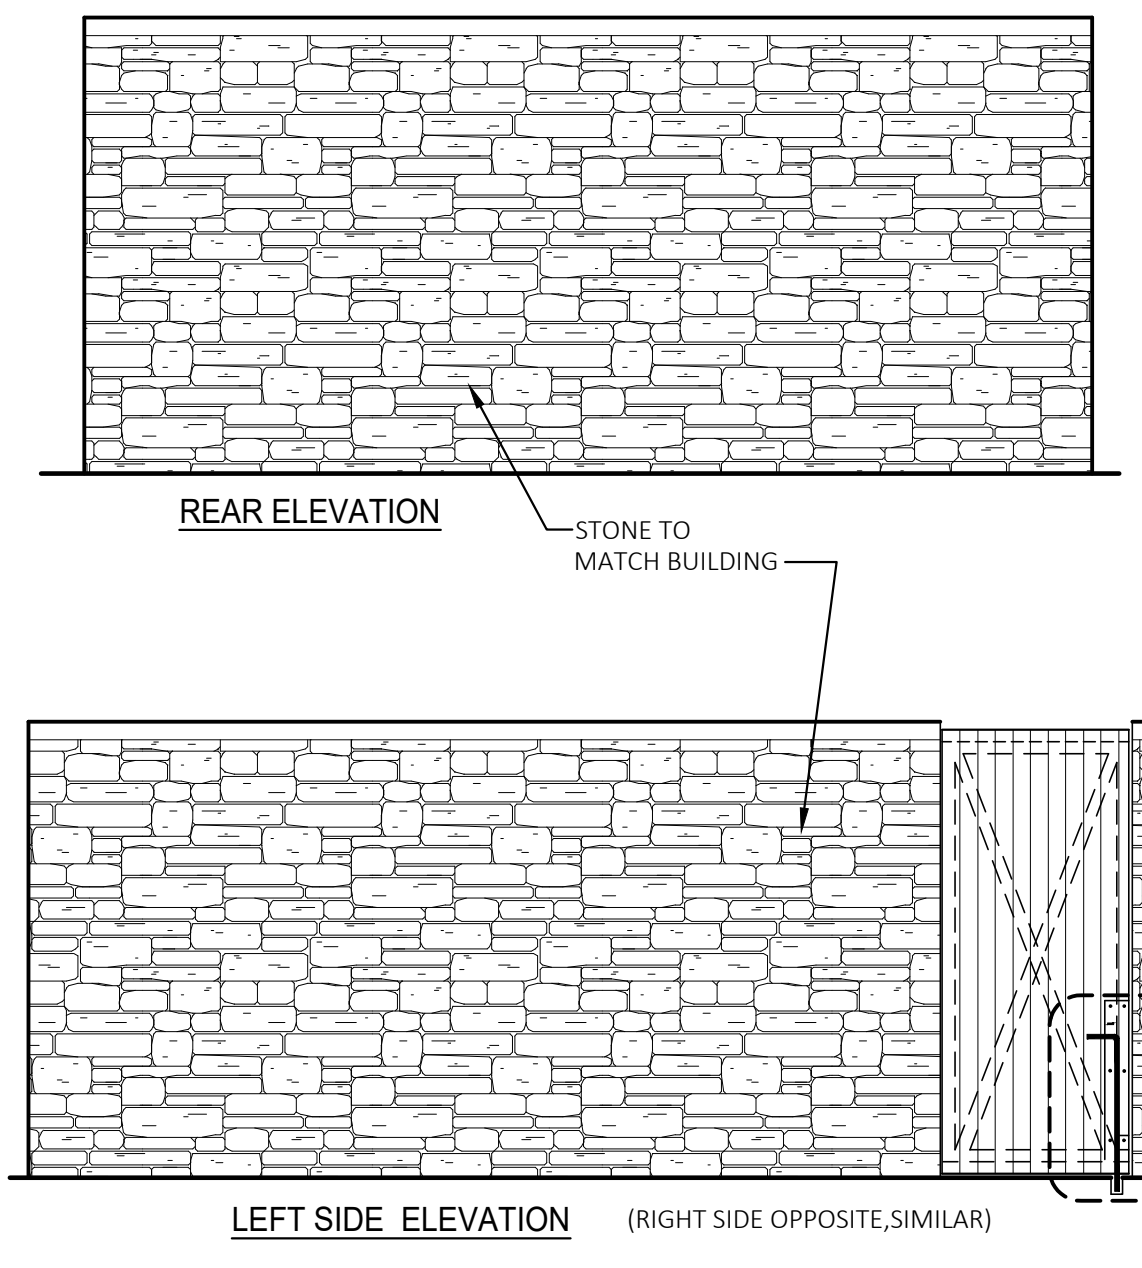 REAR ELEVATION
STONE TO
MATCH BUILDING
LEFT SIDE ELEVATION (RIGHT SIDE OPPOSITE,SIMILAR)